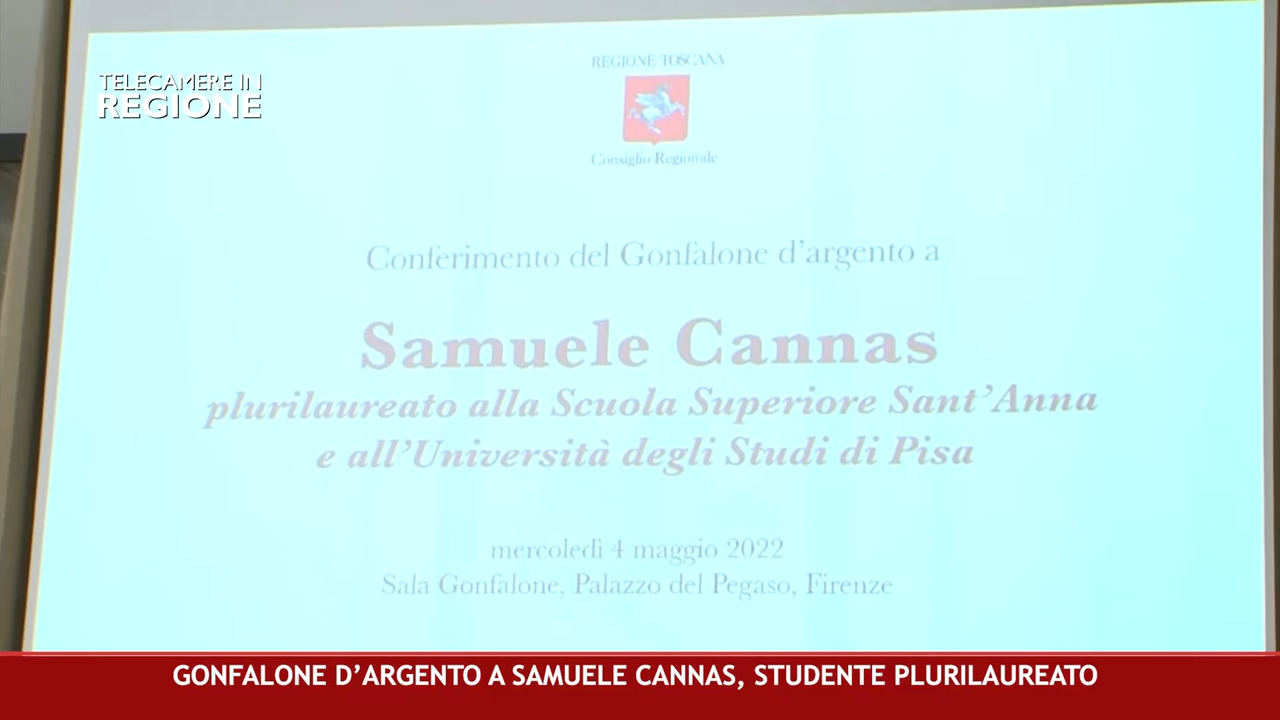 TELECAMERE IN
REGIONE
REGIONE TOSCANA
Consiglio Regionale
Conferimento del Gonfalone d'argento a
Samuele Cannas
plurilaureato alla Scuola Superiore Sant'Anna
e all'Università degli Studi di Pisa
mercoledì 4 maggio 2022
Sala Gonfalone, Palazzo del Pegaso, Firenze
GONFALONE D'ARGENTO A SAMUELE CANNAS, STUDENTE PLURILAUREATO